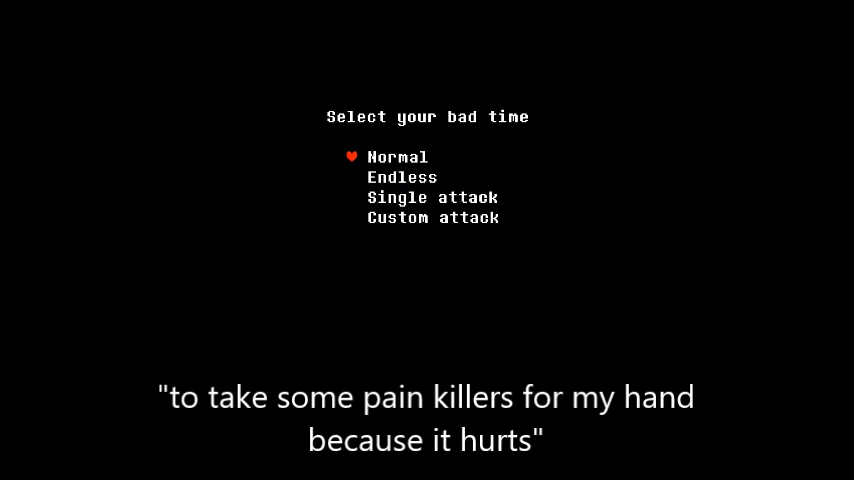 Select your bad time
Normal
Endless
Single attack
Custom attack
"to take some pain killers for my hand
because it hurts"